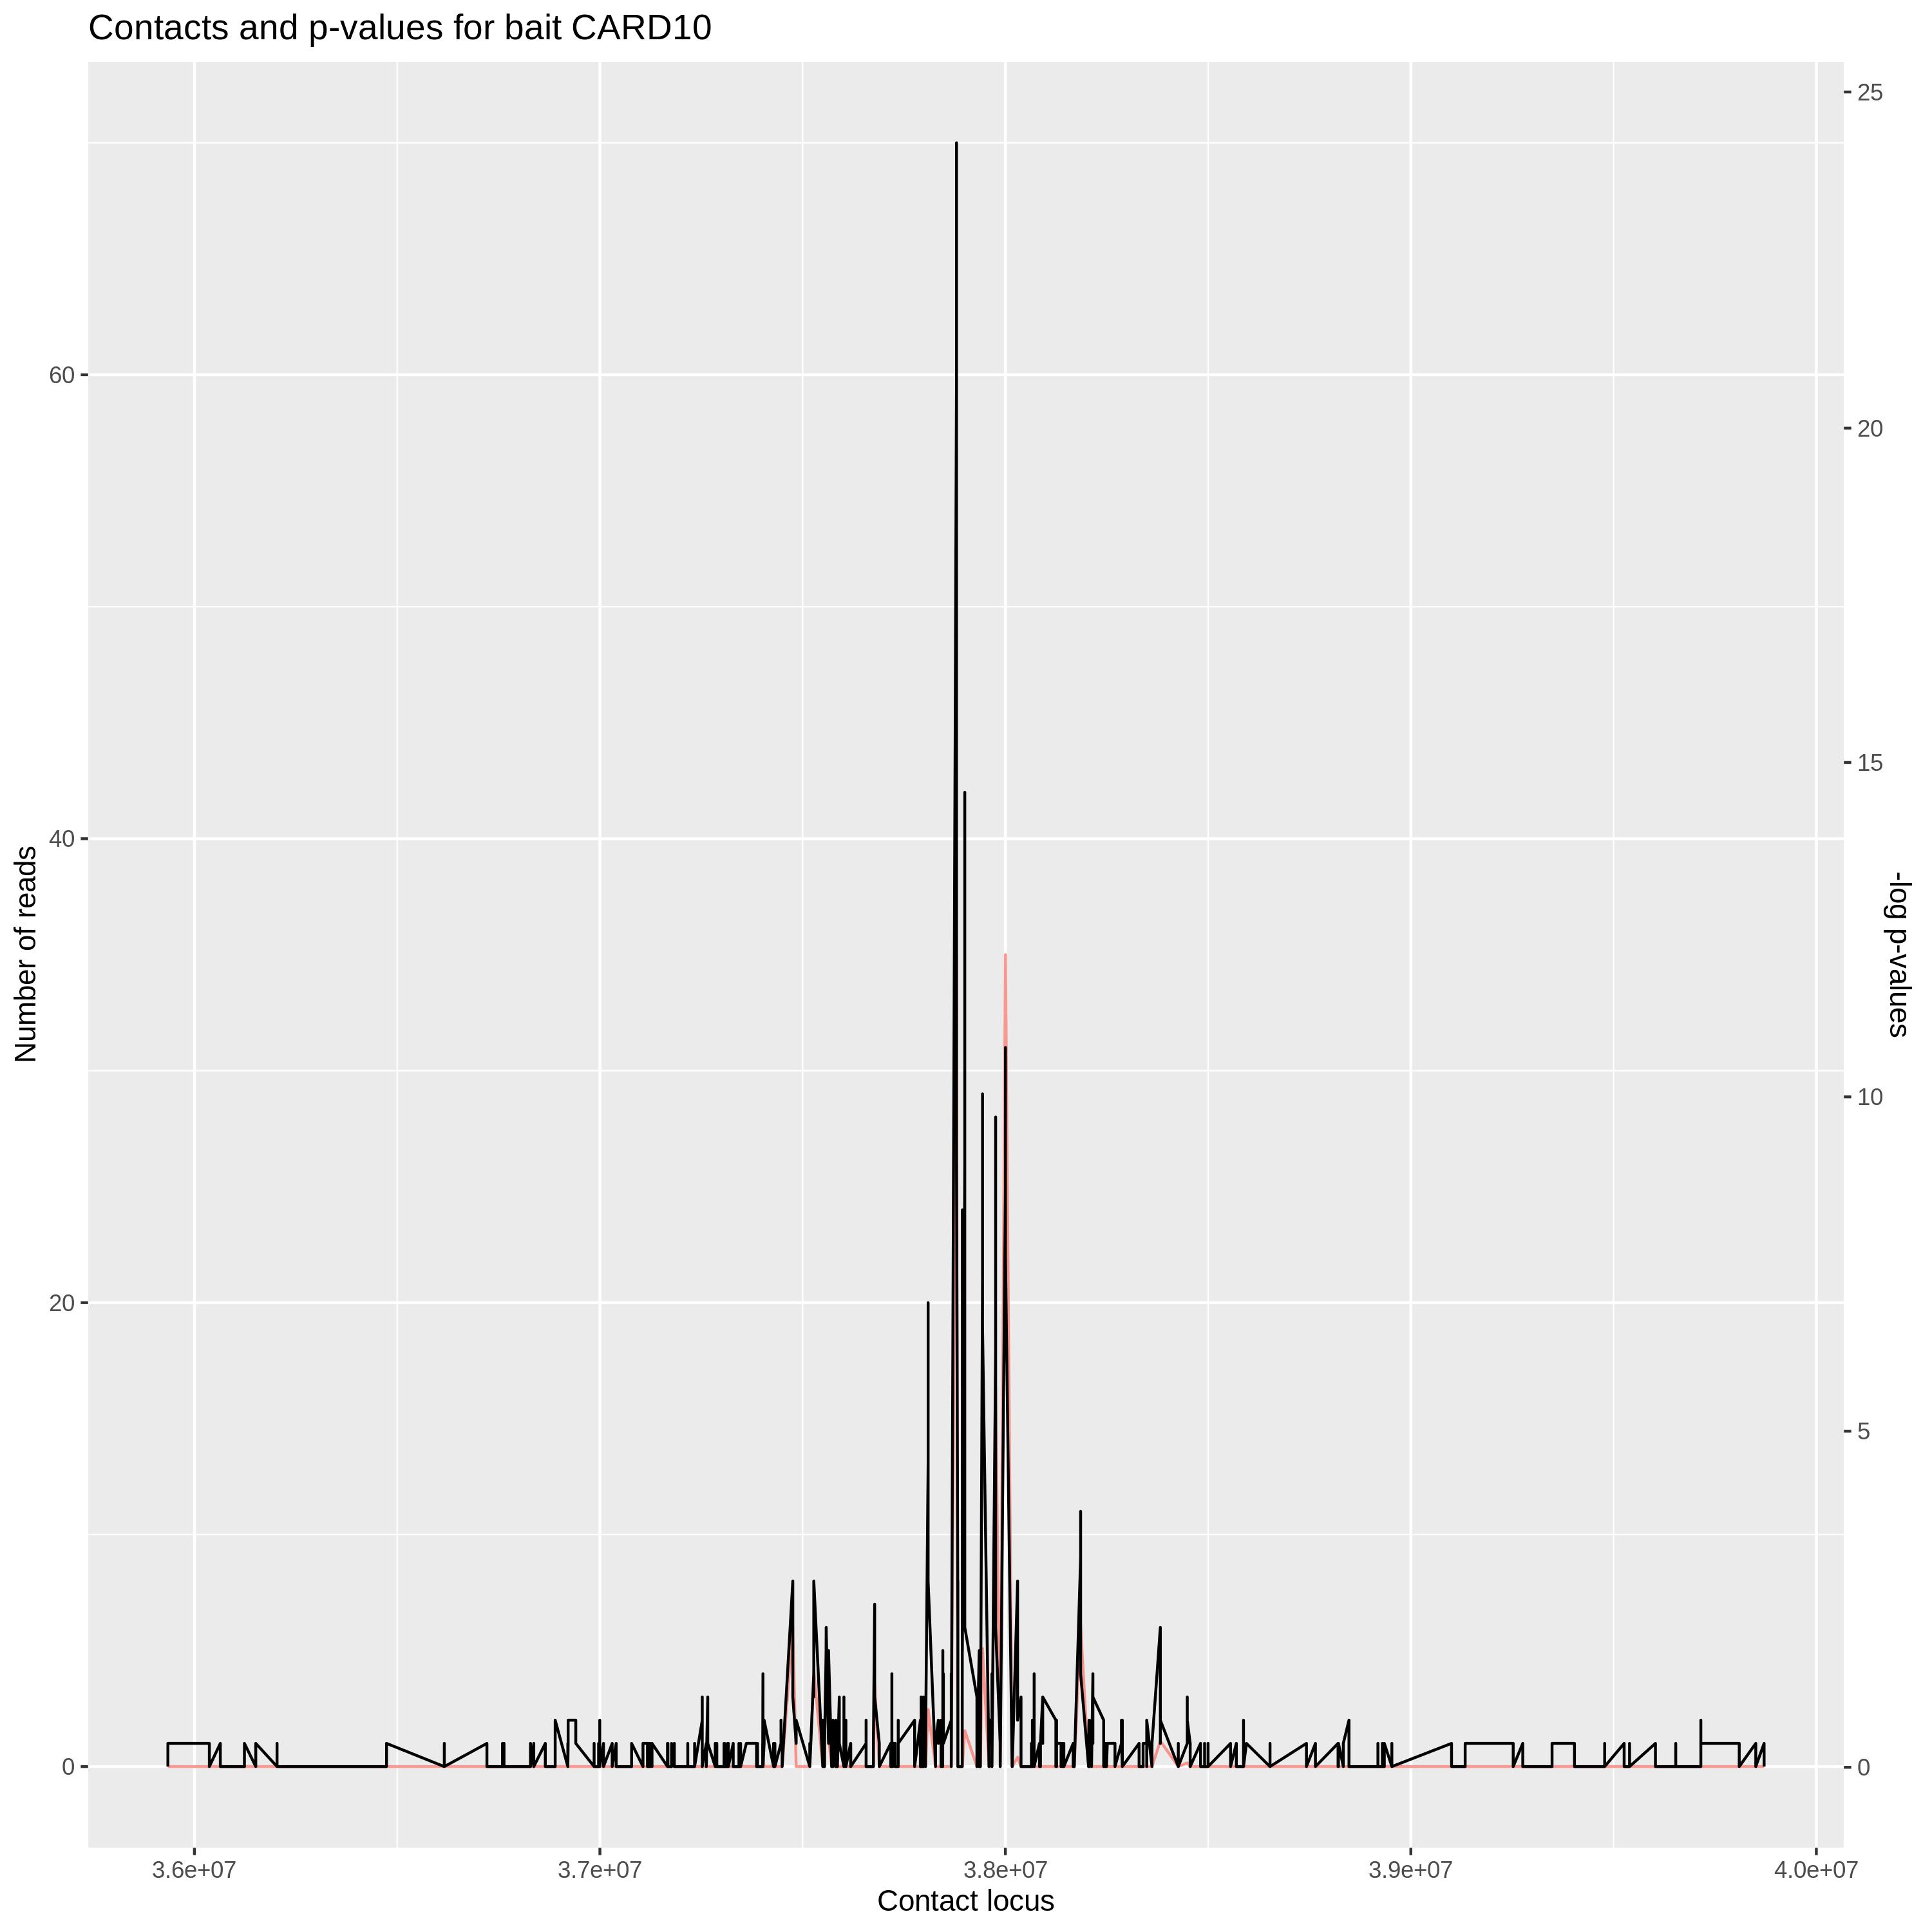 Contacts and p-values for bait CARD10
Number of reads
60
40
20
0
25
20
15
10
5
0
-log p-values
3.6e+07
3.7e+07
3.8e+07
3.9e+07
4.0e+07
Contact locus